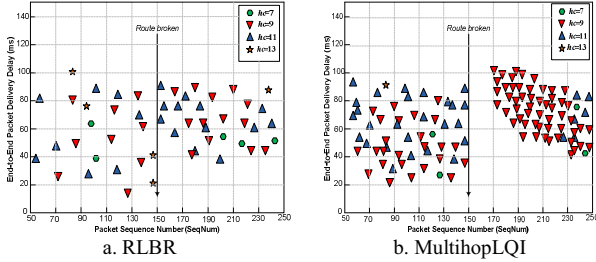 150
120
100
80
60
40
20
0
50 70 90 110 130 150 170 190 210 230 250
End-to-End Packet Delivery Delay (ms)
Packet Sequence Number (SeqNum)
Route broken
hc=7
hc=9
hc=11
hc=13
a. RLBR
150
120
100
80
60
40
20
0
50 70 90 110 130 150 170 190 210 230 250
End-to-End Packet Delivery Delay (ms)
Packet Sequence Number (SeqNum)
Route broken
hc=7
hc=9
hc=11
hc=13
b. MultihopLQI